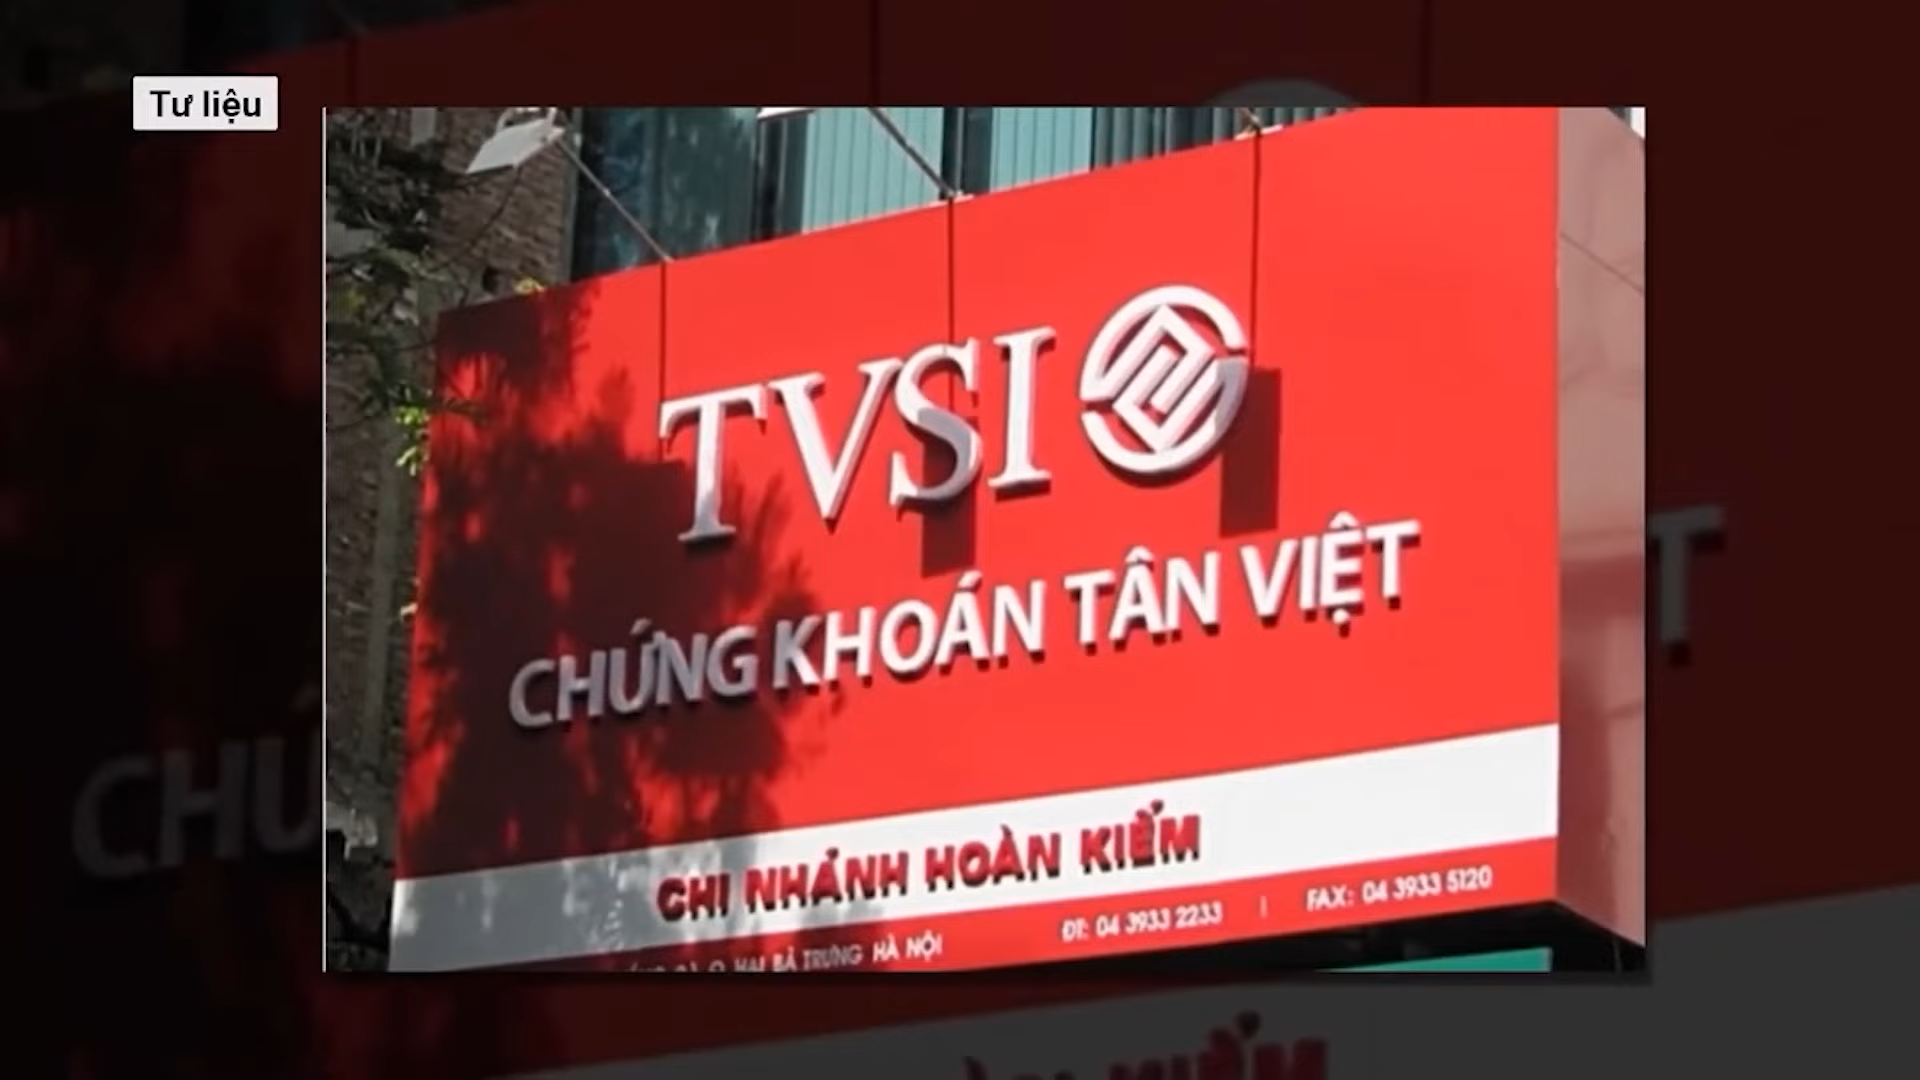 Tư liệu
TVSI
CHỨNG KHOÁN TÂN VIỆT
CHI NHÁNH HOÀN KIẾM
HAI BÀ TRƯNG HÀ NỘI
ĐT: 04 3933 2233 | FAX: 04 3933 5120